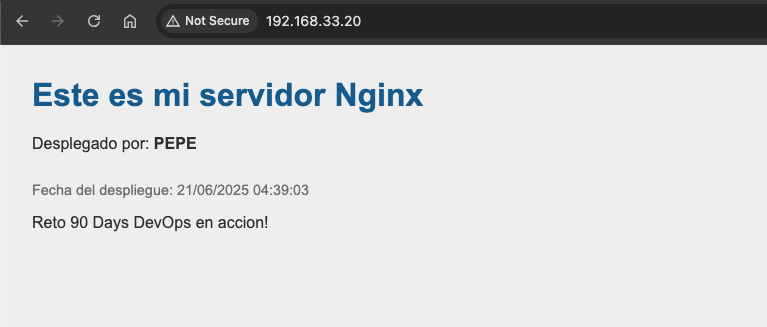 Not Secure 192.168.33.20
Este es mi servidor Nginx
Desplegado por: PEPE
Fecha del despliegue: 21/06/2025 04:39:03
Reto 90 Days DevOps en accion!